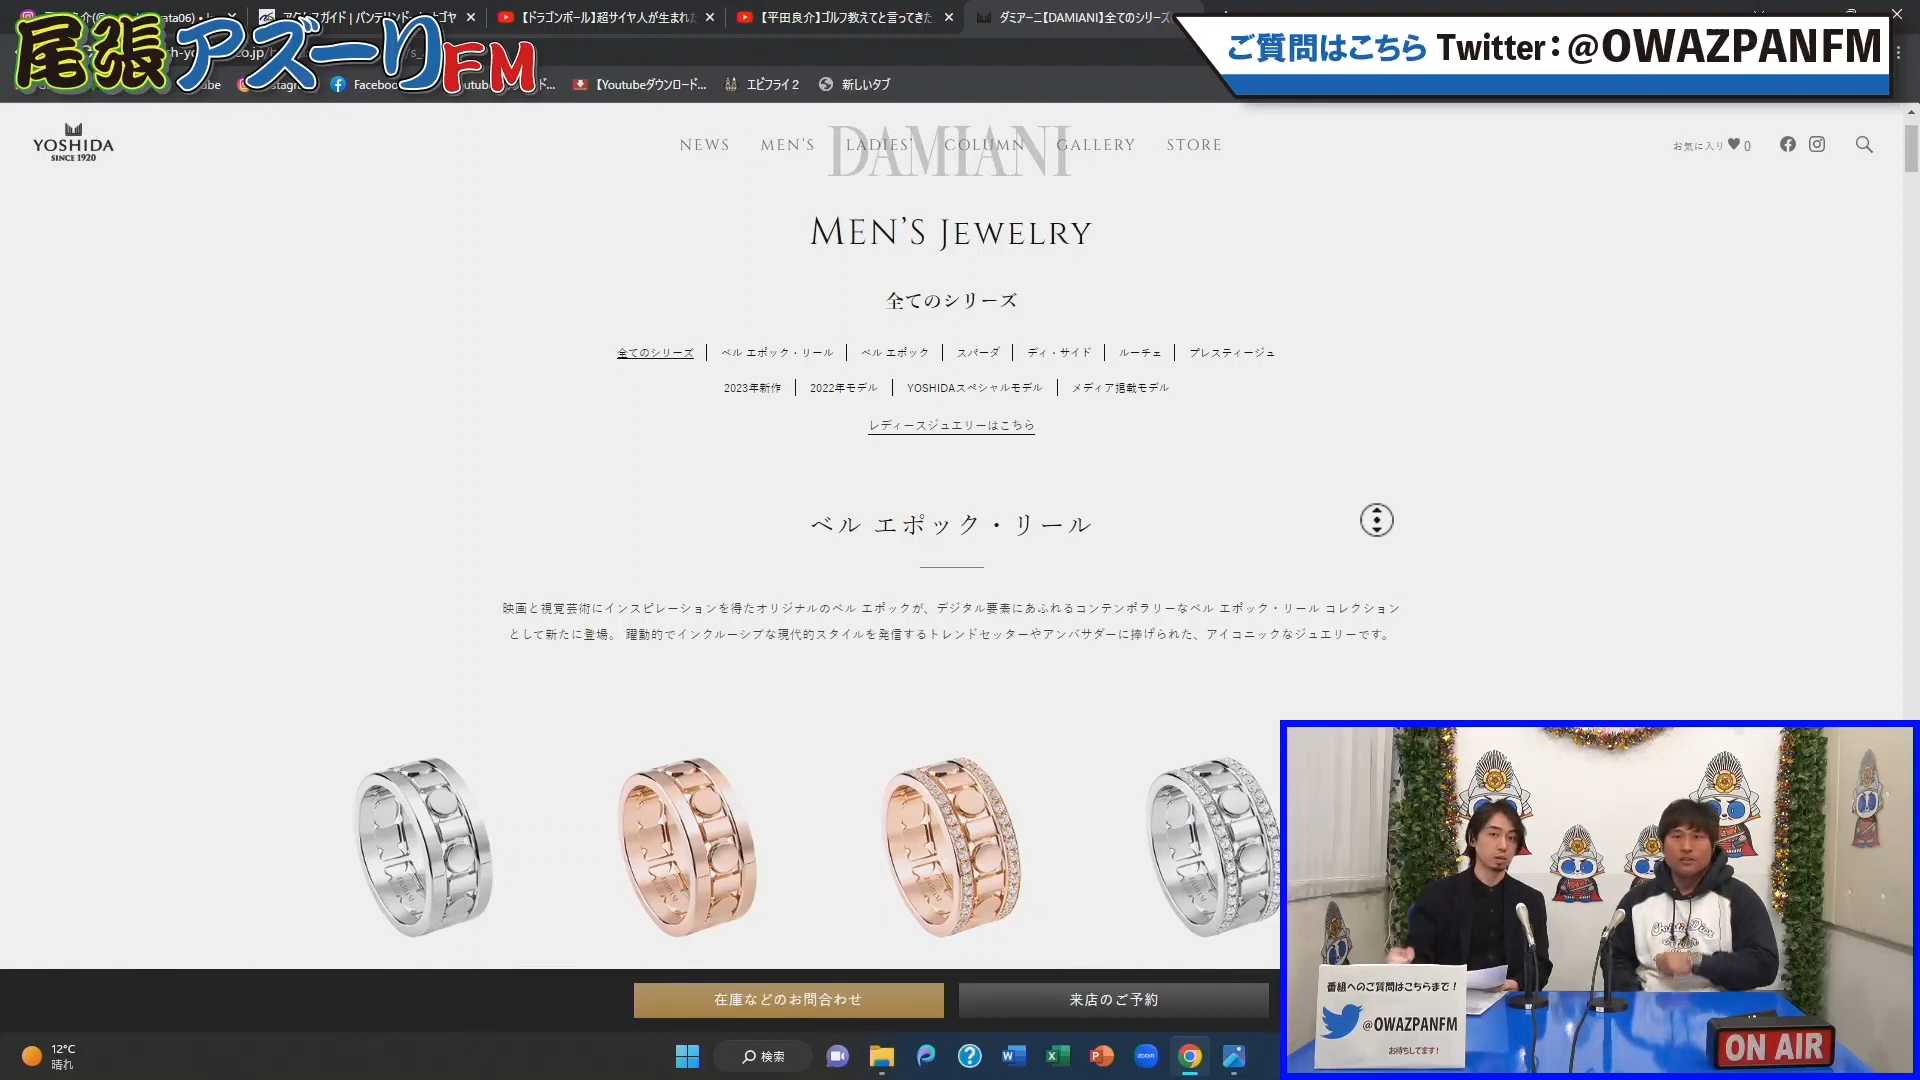 尾張アズーリFM
ご質問はこちら Twitter：@OWAZPANFM
【ドラゴンボール】超サイヤ人が生まれた
【平田良介】ゴルフ教えてと言ってきた
ダミアーニ【DAMIANI】全てのシリーズ
アクセスガイド | バンテリンドーム ナゴヤ
【Youtubeダウンロード...
エピフライ２
新しいタブ
YOSHIDA
SINCE 1920
DAMIANI
NEWS MEN'S LADIES' COLUMN GALLERY STORE
お気に入り 0
MEN'S JEWELRY
全てのシリーズ
全てのシリーズ ベル エポック・リール ベル エポック スパーダ ディ・サイド ルーチェ プレスティージュ
2023年新作 2022年モデル YOSHIDAスペシャルモデル メディア掲載モデル
レディースジュエリーはこちら
ベル エポック・リール
映画と視覚芸術にインスピレーションを得たオリジナルのベル エポックが、デジタル要素にあふれるコンテンポラリーなベル エポック・リール コレクション
として新たに登場。 躍動的でインクルーシブな現代的スタイルを発信するトレンドセッターやアンバサダーに捧げられた、アイコニックなジュエリーです。
在庫などのお問合わせ
来店のご予約
番組へのご質問はこちらまで！
@OWAZPANFM
お待ちしてます！
ON AIR
12°C
晴れ
検索
zoom